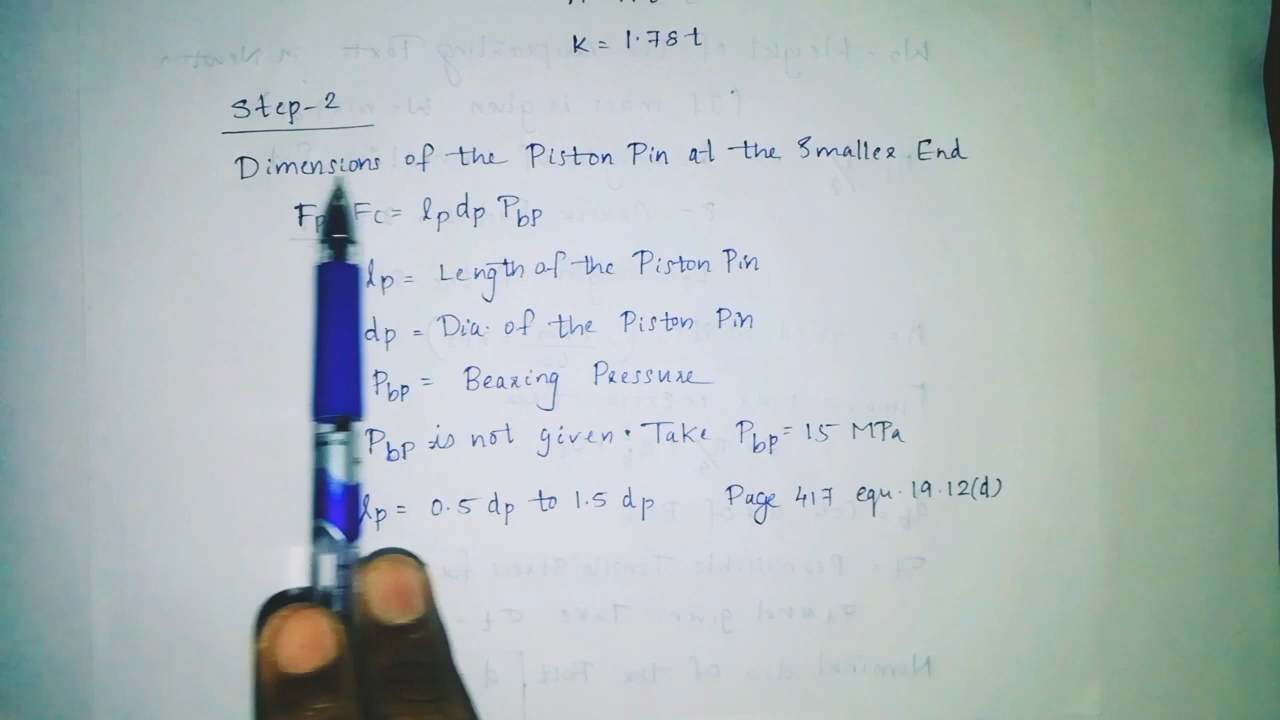 K = 1.78t
Step-2
Dimensions of the Piston Pin at the Smaller End
Fp Fc = lp dp Pbp
lp = Length of the Piston Pin
dp = Dia. of the Piston Pin
Pbp = Bearing Pressure
Pbp is not given. Take Pbp = 15 MPa
lp = 0.5 dp to 1.5 dp Page 417 equ. 19.12(d)